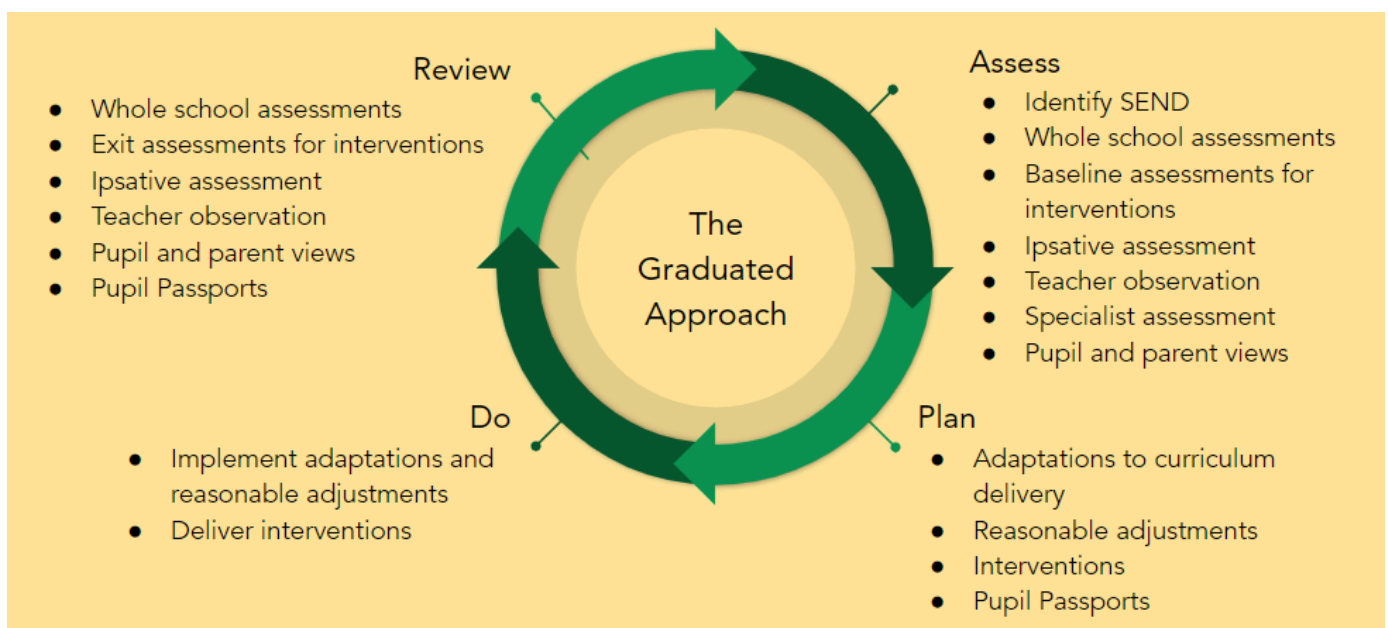 Review
● Whole school assessments
● Exit assessments for interventions
● Ipsative assessment
● Teacher observation
● Pupil and parent views
● Pupil Passports
Assess
● Identify SEND
● Whole school assessments
● Baseline assessments for
interventions
● Ipsative assessment
● Teacher observation
● Specialist assessment
● Pupil and parent views
The
Graduated
Approach
Do
● Implement adaptations and
reasonable adjustments
● Deliver interventions
Plan
● Adaptations to curriculum
delivery
● Reasonable adjustments
● Interventions
● Pupil Passports